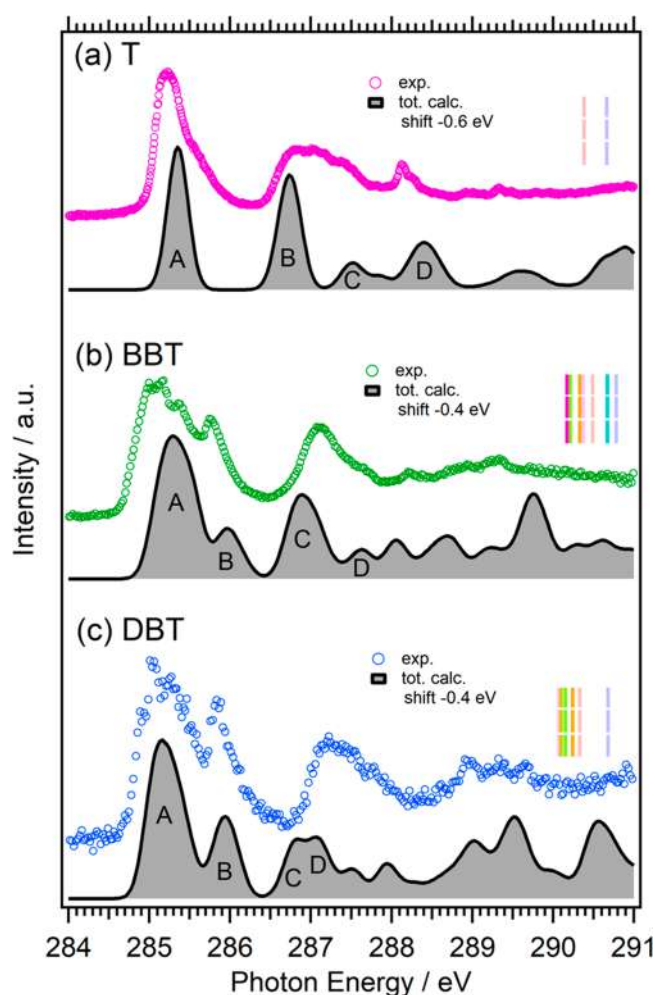 (a) T
exp.
tot. calc.
shift -0.6 eV
A
B
C
D
(b) BBT
exp.
tot. calc.
shift -0.4 eV
A
B
C
D
(c) DBT
exp.
tot. calc.
shift -0.4 eV
A
B
C
D
Intensity / a.u.
284 285 286 287 288 289 290 291
Photon Energy / eV